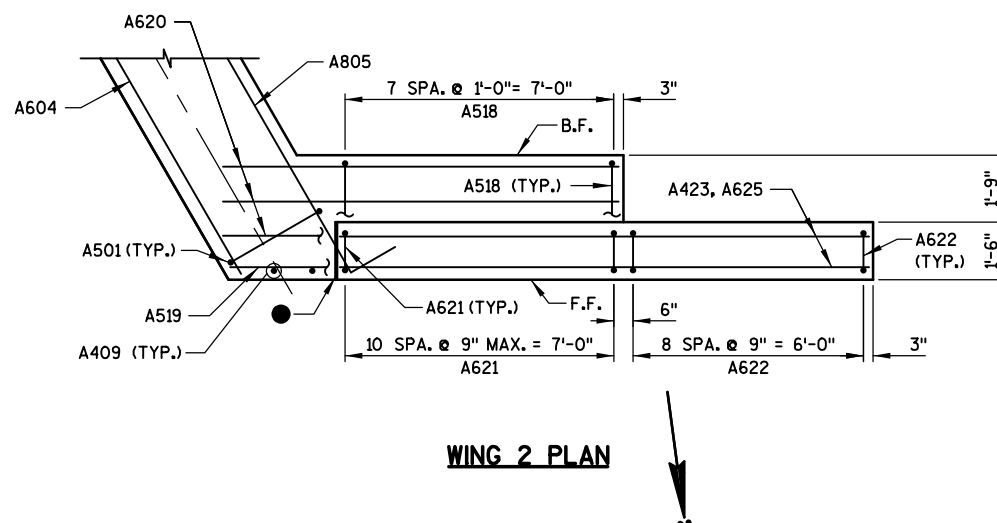 A620
A805
A604
7 SPA. @ 1'-0"= 7'-0"
A518
3"
B.F.
A518 (TYP.)
A423, A625
1'-9"
A501 (TYP.)
A622
(TYP.)
1'-6"
A519
A621 (TYP.)
F.F.
6"
A409 (TYP.)
10 SPA. @ 9" MAX. = 7'-0"
A621
8 SPA. @ 9" = 6'-0"
A622
3"
WING 2 PLAN